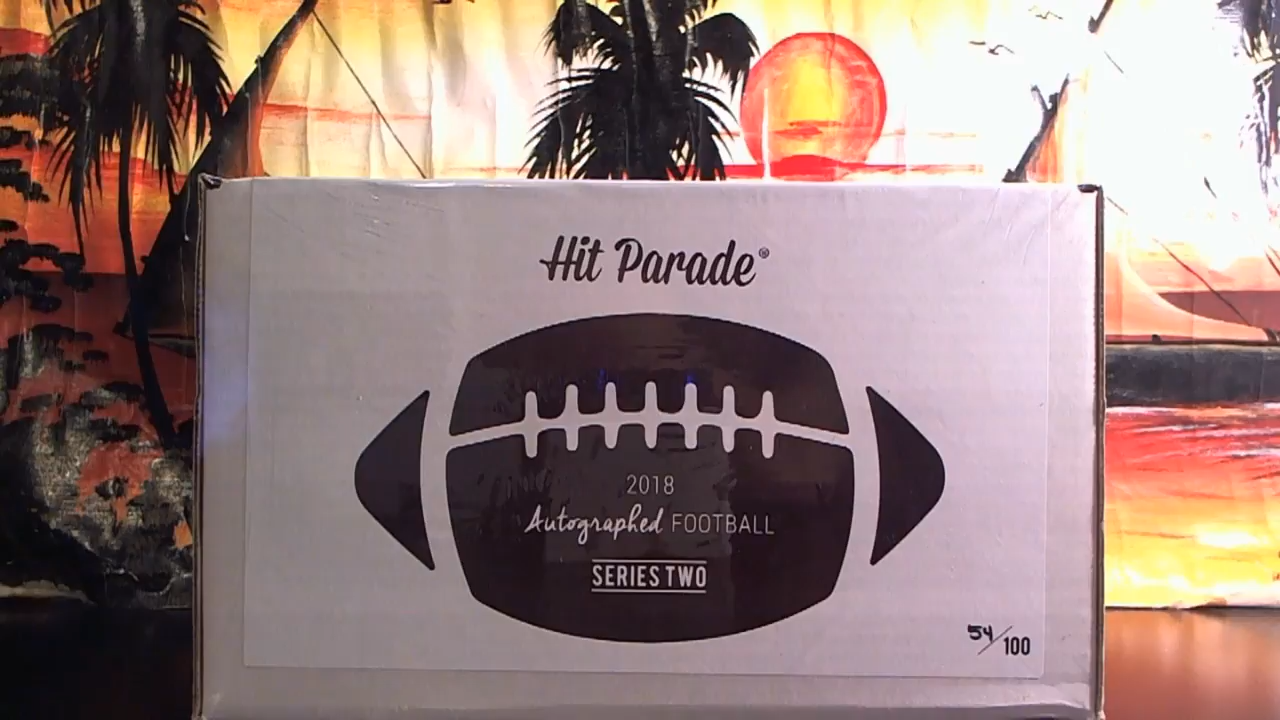 Hit Parade®
2018
Autographed FOOTBALL
SERIES TWO
54/100